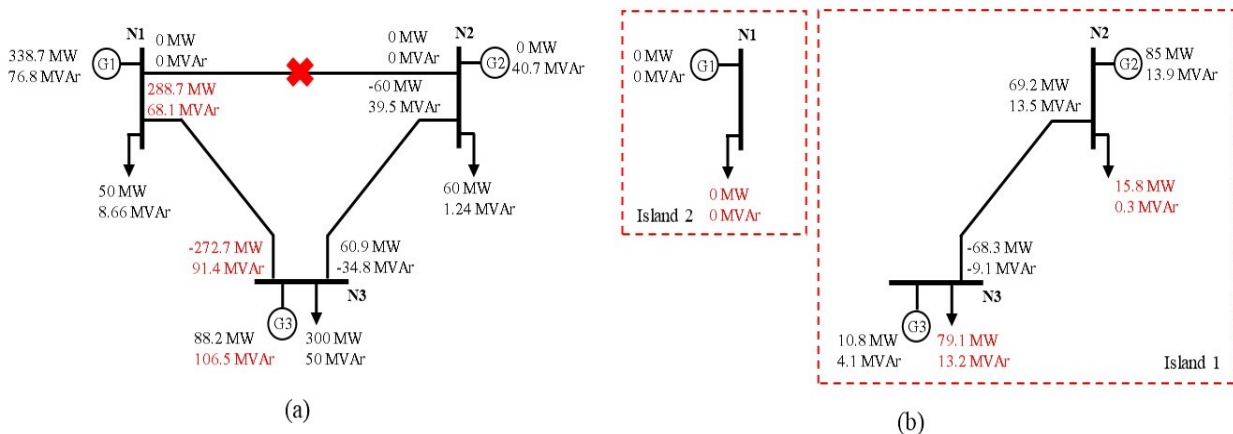 N1
338.7 MW
76.8 MVAr
G1
0 MW
0 MVAr
288.7 MW
68.1 MVAr
50 MW
8.66 MVAr
N2
0 MW
0 MVAr
G2
0 MW
40.7 MVAr
-60 MW
39.5 MVAr
60 MW
1.24 MVAr
-272.7 MW
91.4 MVAr
60.9 MW
-34.8 MVAr
N3
G3
88.2 MW
106.5 MVAr
300 MW
50 MVAr
(a)
N1
0 MW
0 MVAr
G1
0 MW
0 MVAr
Island 2
N2
G2
85 MW
13.9 MVAr
69.2 MW
13.5 MVAr
15.8 MW
0.3 MVAr
-68.3 MW
-9.1 MVAr
N3
G3
10.8 MW
4.1 MVAr
79.1 MW
13.2 MVAr
Island 1
(b)